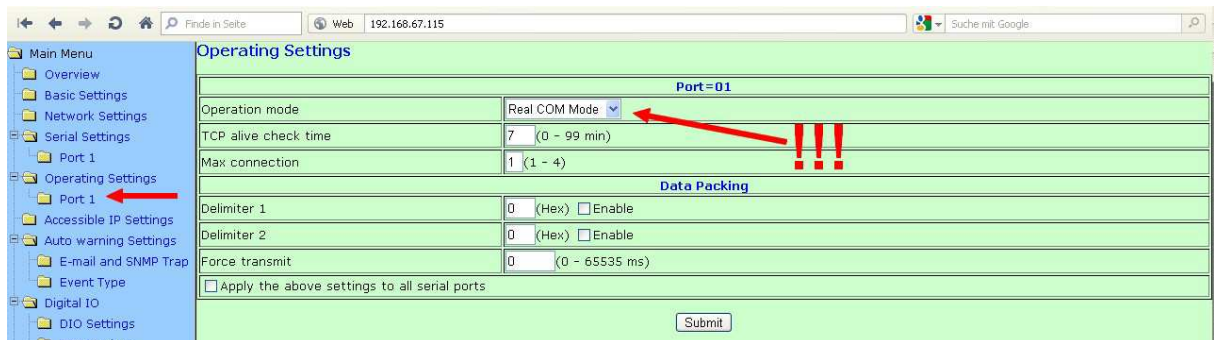 Finde in Seite Web 192.168.67.115 Suche mit Google
Main Menu
Overview
Basic Settings
Network Settings
Serial Settings
Port 1
Operating Settings
Port 1
Accessible IP Settings
Auto warning Settings
E-mail and SNMP Trap
Event Type
Digital IO
DIO Settings
Operating Settings
Port=01
Operation mode Real COM Mode
!!!
TCP alive check time 7 (0 - 99 min)
Max connection 1 (1 - 4)
Data Packing
Delimiter 1 0 (Hex) Enable
Delimiter 2 0 (Hex) Enable
Force transmit 0 (0 - 65535 ms)
Apply the above settings to all serial ports
Submit